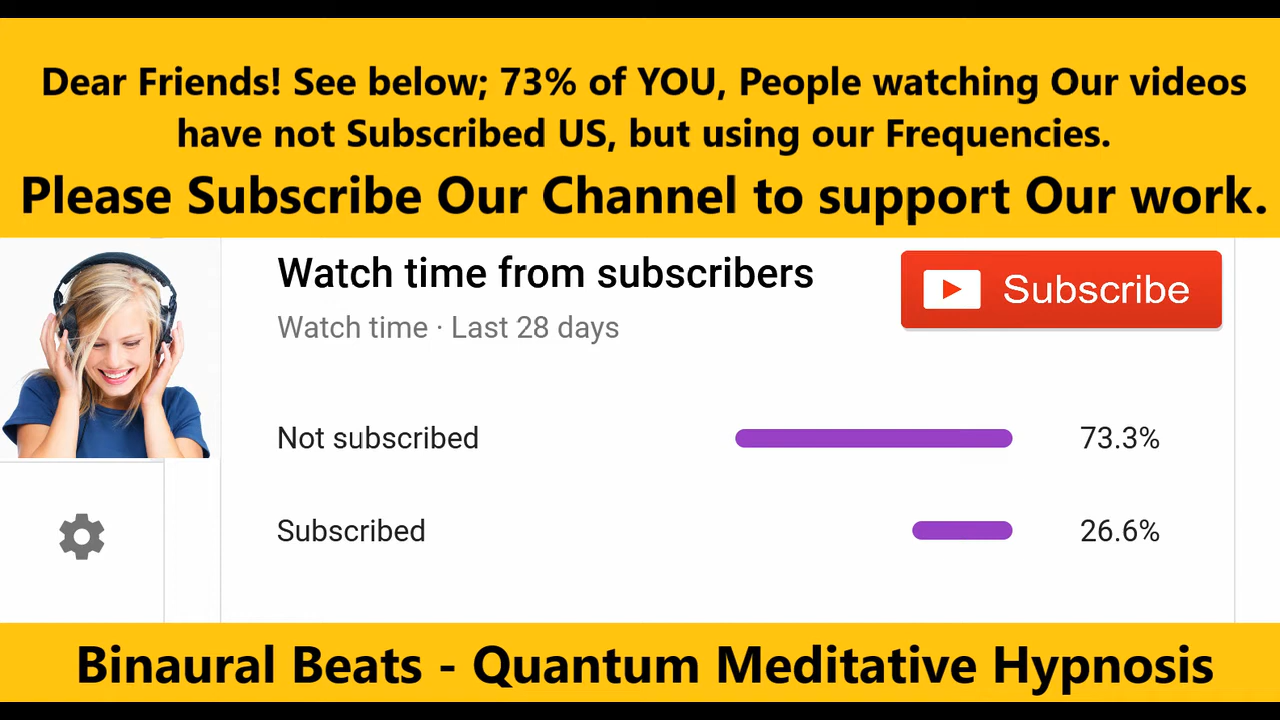 Dear Friends! See below; 73% of YOU, People watching Our videos
have not Subscribed US, but using our Frequencies.
Please Subscribe Our Channel to support Our work.
Watch time from subscribers
Subscribe
Watch time · Last 28 days
Not subscribed 73.3%
Subscribed 26.6%
Binaural Beats - Quantum Meditative Hypnosis